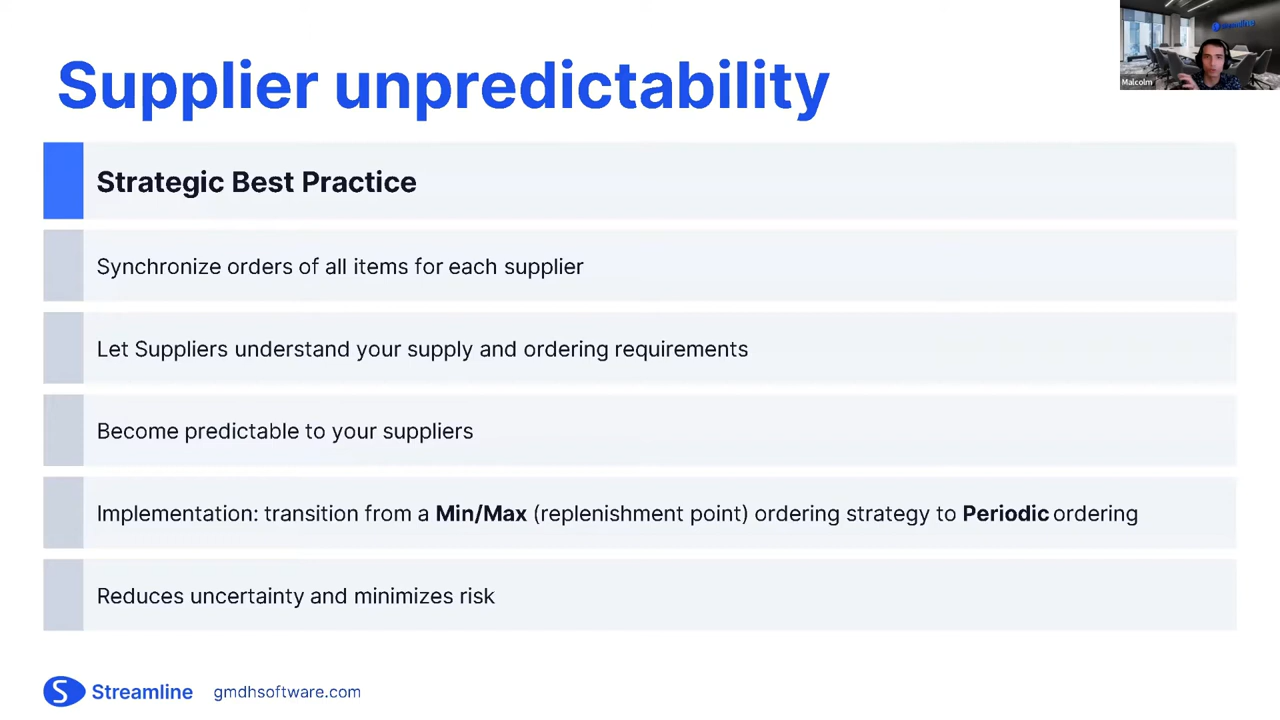 Supplier unpredictability
Strategic Best Practice
Synchronize orders of all items for each supplier
Let Suppliers understand your supply and ordering requirements
Become predictable to your suppliers
Implementation: transition from a Min/Max (replenishment point) ordering strategy to Periodic ordering
Reduces uncertainty and minimizes risk
Streamline gmdhsoftware.com
Streamline
Malcolm